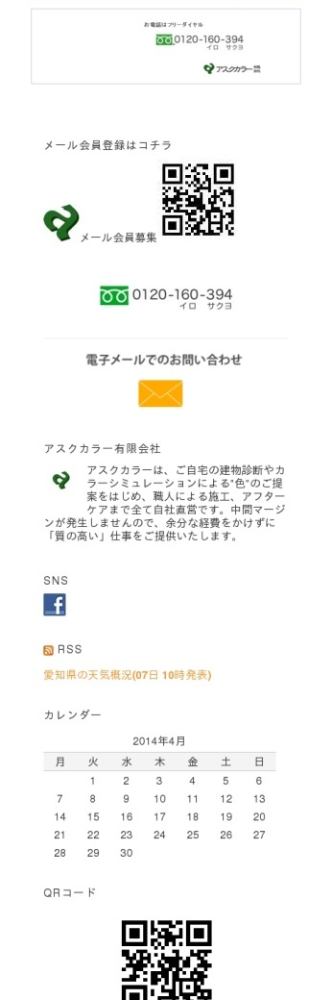 お電話はフリーダイヤル
0120-160-394
イロ　サクヨ
アスクカラー有限会社
メール会員登録はコチラ
メール会員募集
0120-160-394
イロ　サクヨ
電子メールでのお問い合わせ
アスクカラー有限会社
アスクカラーは、ご自宅の建物診断やカ
ラーシミュレーションによる"色"のご提
案をはじめ、職人による施工、アフター
ケアまで全て自社直営です。中間マージ
ンが発生しませんので、余分な経費をかけずに
「質の高い」仕事をご提供いたします。
SNS
RSS
愛知県の天気概況(07日 10時発表)
カレンダー
2014年4月
月 火 水 木 金 土 日
1 2 3 4 5 6
7 8 9 10 11 12 13
14 15 16 17 18 19 20
21 22 23 24 25 26 27
28 29 30
QRコード